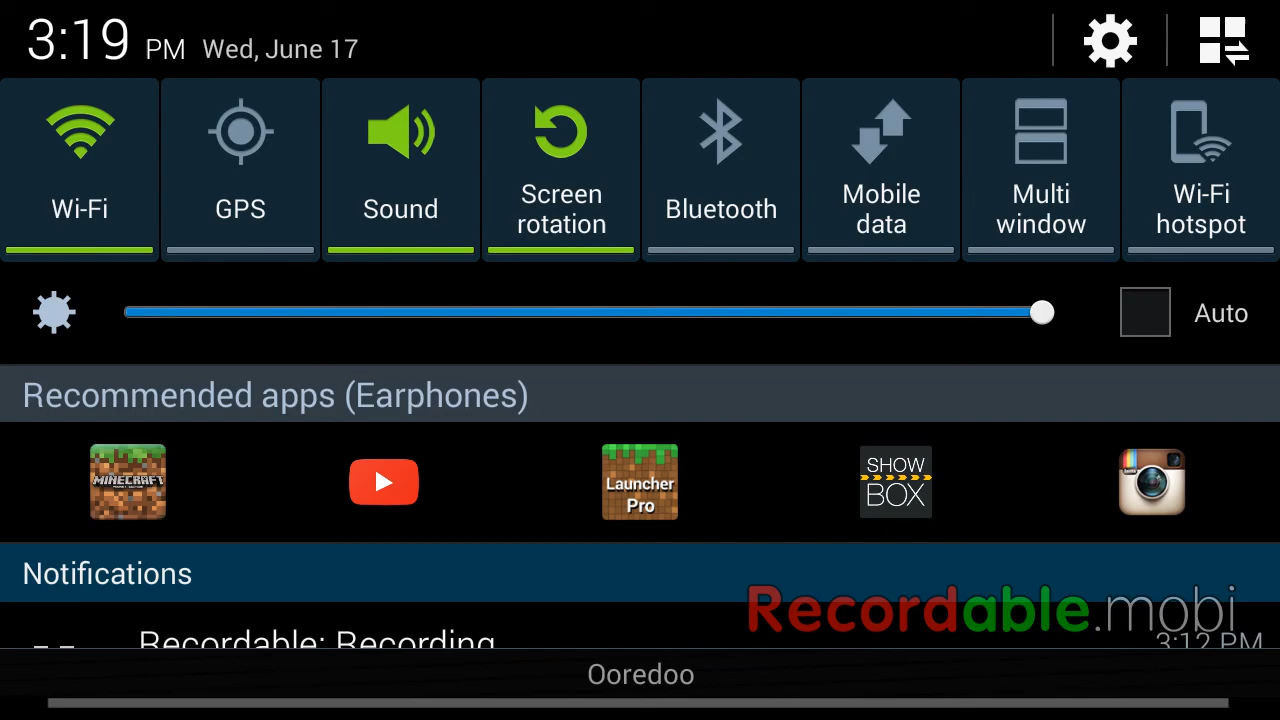 3:19 PM Wed, June 17
Wi-Fi
GPS
Sound
Screen
rotation
Bluetooth
Mobile
data
Multi
window
Wi-Fi
hotspot
Auto
Recommended apps (Earphones)
MINECRAFT
Launcher
Pro
SHOW
BOX
Notifications
Recordable.mobi
Recordable: Recording
3:12 PM
Ooredoo